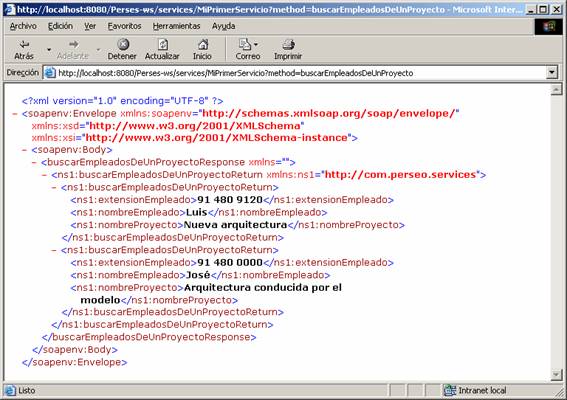 http://localhost:8080/Perses-ws/services/MiPrimerServicio?method=buscarEmpleadosDeUnProyecto - Microsoft Inter...
Archivo Edición Ver Favoritos Herramientas Ayuda
Atrás Adelante Detener Actualizar Inicio Correo Imprimir
Dirección http://localhost:8080/Perses-ws/services/MiPrimerServicio?method=buscarEmpleadosDeUnProyecto
<?xml version="1.0" encoding="UTF-8" ?>
- <soapenv:Envelope xmlns:soapenv="http://schemas.xmlsoap.org/soap/envelope/"
xmlns:xsd="http://www.w3.org/2001/XMLSchema"
xmlns:xsi="http://www.w3.org/2001/XMLSchema-instance">
- <soapenv:Body>
- <buscarEmpleadosDeUnProyectoResponse xmlns="">
- <ns1:buscarEmpleadosDeUnProyectoReturn xmlns:ns1="http://com.perseo.services">
- <ns1:buscarEmpleadosDeUnProyectoReturn>
<ns1:extensionEmpleado>91 480 9120</ns1:extensionEmpleado>
<ns1:nombreEmpleado>Luis</ns1:nombreEmpleado>
<ns1:nombreProyecto>Nueva arquitectura</ns1:nombreProyecto>
</ns1:buscarEmpleadosDeUnProyectoReturn>
- <ns1:buscarEmpleadosDeUnProyectoReturn>
<ns1:extensionEmpleado>91 480 0000</ns1:extensionEmpleado>
<ns1:nombreEmpleado>José</ns1:nombreEmpleado>
<ns1:nombreProyecto>Arquitectura conducida por el
modelo</ns1:nombreProyecto>
</ns1:buscarEmpleadosDeUnProyectoReturn>
</ns1:buscarEmpleadosDeUnProyectoReturn>
</buscarEmpleadosDeUnProyectoResponse>
</soapenv:Body>
</soapenv:Envelope>
Listo Intranet local